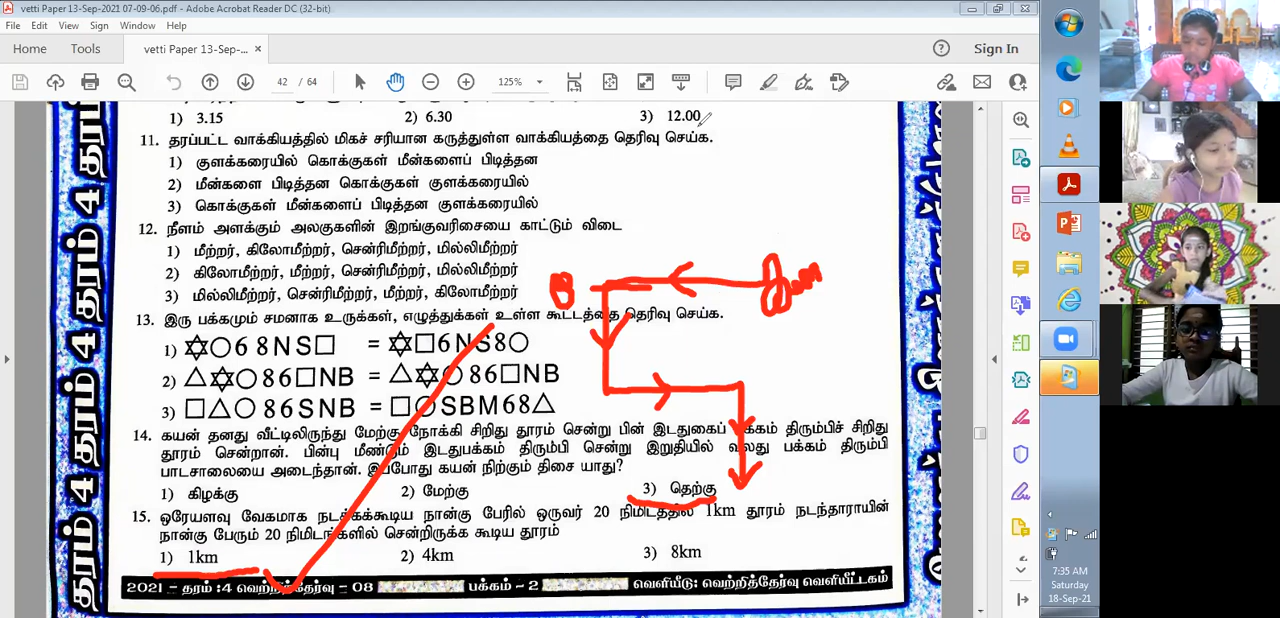 vetti Paper 13-Sep-2021 07-09-06.pdf - Adobe Acrobat Reader DC (32-bit)
File Edit View Sign Window Help
Home Tools vetti Paper 13-Sep-... × Sign In
42 / 64 125%
தரம் 4 தரம் 4 தரம்
1) 3.15 2) 6.30 3) 12.00
11. தரப்பட்ட வாக்கியத்தில் மிகச் சரியான கருத்துள்ள வாக்கியத்தை தெரிவு செய்க.
1) குளக்கரையில் கொக்குகள் மீன்களைப் பிடித்தன
2) மீன்களை பிடித்தன கொக்குகள் குளக்கரையில்
3) கொக்குகள் மீன்களைப் பிடித்தன குளக்கரையில்
12. நீளம் அளக்கும் அலகுகளின் இறங்குவரிசையை காட்டும் விடை
1) மீற்றர், கிலோமீற்றர், சென்ரிமீற்றர், மில்லிமீற்றர்
2) கிலோமீற்றர், மீற்றர், சென்ரிமீற்றர், மில்லிமீற்றர்
3) மில்லிமீற்றர், சென்ரிமீற்றர், மீற்றர், கிலோமீற்றர்
13. இரு பக்கமும் சமனாக உருக்கள், எழுத்துக்கள் உள்ள கூட்டத்தை தெரிவு செய்க.
1) ✡○68NS□ = ✡□6NS8○
2) △✡○86□NB = △✡○86□NB
3) □△○86SNB = □○SBM68△
14. கயன் தனது வீட்டிலிருந்து மேற்கு நோக்கி சிறிது தூரம் சென்று பின் இடதுகைப் பக்கம் திரும்பிச் சிறிது
தூரம் சென்றான். பின்பு மீண்டும் இடதுபக்கம் திரும்பி சென்று இறுதியில் வலது பக்கம் திரும்பி
பாடசாலையை அடைந்தான். இப்போது கயன் நிற்கும் திசை யாது?
1) கிழக்கு 2) மேற்கு 3) தெற்கு
15. ஒரேயளவு வேகமாக நடக்கக்கூடிய நான்கு பேரில் ஒருவர் 20 நிமிடத்தில் 1km தூரம் நடந்தாராயின்
நான்கு பேரும் 20 நிமிடங்களில் சென்றிருக்க கூடிய தூரம்
1) 1km 2) 4km 3) 8km
2021 – தரம் :4 வெற்றித்தேர்வு – 08 பக்கம் – 2 வெளியீடு: வெற்றித்தேர்வு வெளியீட்டகம்
7:35 AM
Saturday
18-Sep-21